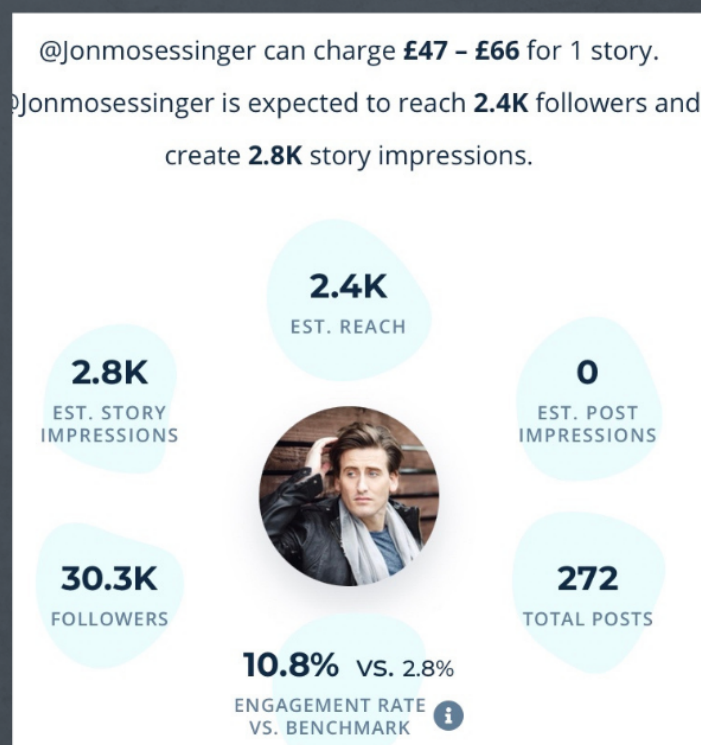 @Jonmosessinger can charge £47 – £66 for 1 story.
@Jonmosessinger is expected to reach 2.4K followers and
create 2.8K story impressions.
2.4K
EST. REACH
2.8K
EST. STORY
IMPRESSIONS
0
EST. POST
IMPRESSIONS
30.3K
FOLLOWERS
272
TOTAL POSTS
10.8% VS. 2.8%
ENGAGEMENT RATE
VS. BENCHMARK